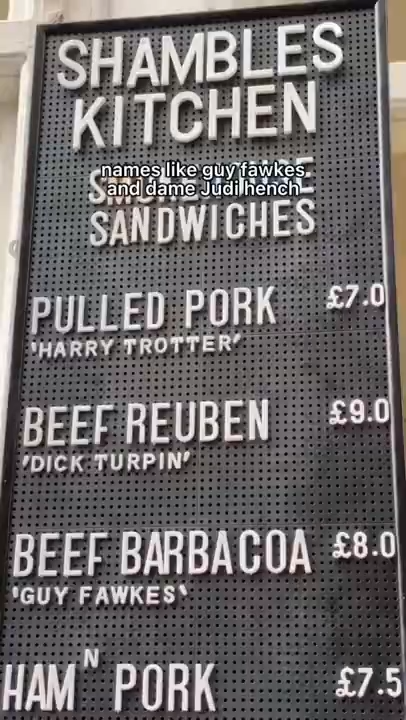 SHAMBLES
KITCHEN
names like guy fawkes
and dame Judi hench
SANDWICHES
PULLED PORK £7.0
'HARRY TROTTER'
BEEF REUBEN £9.0
'DICK TURPIN'
BEEF BARBACOA £8.0
'GUY FAWKES'
HAM N PORK £7.5